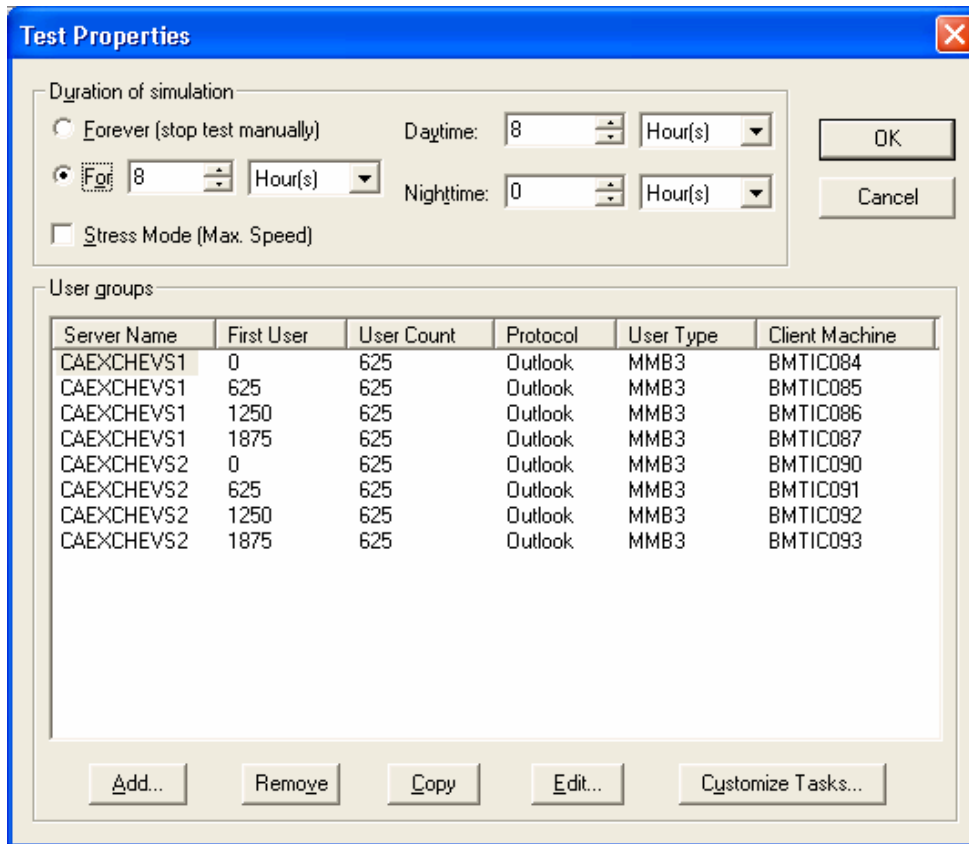 Test Properties
Duration of simulation
Forever (stop test manually)
Daytime: 8 Hour(s)
For 8 Hour(s)
Nighttime: 0 Hour(s)
Stress Mode (Max. Speed)
OK
Cancel
User groups
Server Name First User User Count Protocol User Type Client Machine
CAEXCHEVS1 0 625 Outlook MMB3 BMTIC084
CAEXCHEVS1 625 625 Outlook MMB3 BMTIC085
CAEXCHEVS1 1250 625 Outlook MMB3 BMTIC086
CAEXCHEVS1 1875 625 Outlook MMB3 BMTIC087
CAEXCHEVS2 0 625 Outlook MMB3 BMTIC090
CAEXCHEVS2 625 625 Outlook MMB3 BMTIC091
CAEXCHEVS2 1250 625 Outlook MMB3 BMTIC092
CAEXCHEVS2 1875 625 Outlook MMB3 BMTIC093
Add... Remove Copy Edit... Customize Tasks...